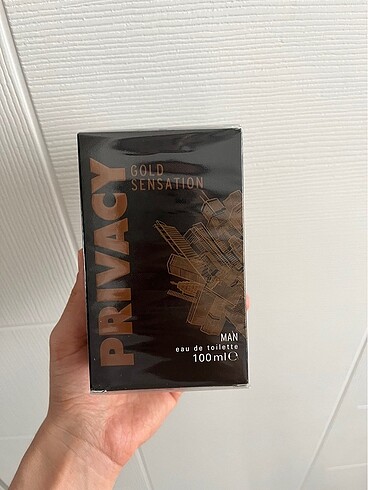 PRIVACY
GOLD
SENSATION
MAN
eau de toilette
100ml℮